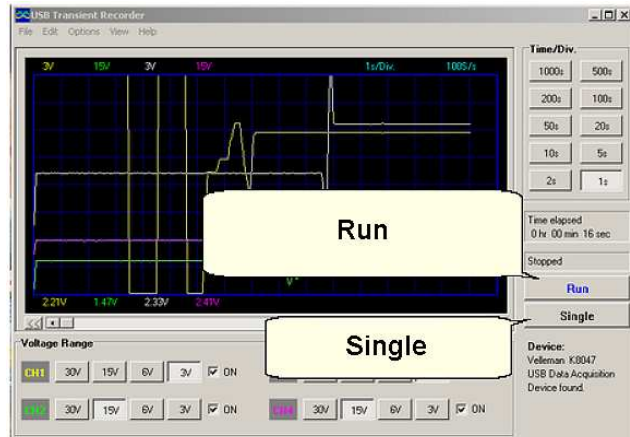 USB Transient Recorder
File Edit Options View Help
3V 15V 3V 15V 1s/Div. 100S/s
Time/Div.
1000s 500s
200s 100s
50s 20s
10s 5s
2s 1s
Run
Time elapsed
0 hr 00 min 16 sec
Stopped
V+
Run
2.21V 1.47V 2.33V 2.41V
Single
<<
Single
Voltage Range
CH1 30V 15V 6V 3V ON
CH2 30V 15V 6V 3V ON
CH4 30V 15V 6V 3V ON
Device:
Velleman K8047
USB Data Acquisition
Device found.